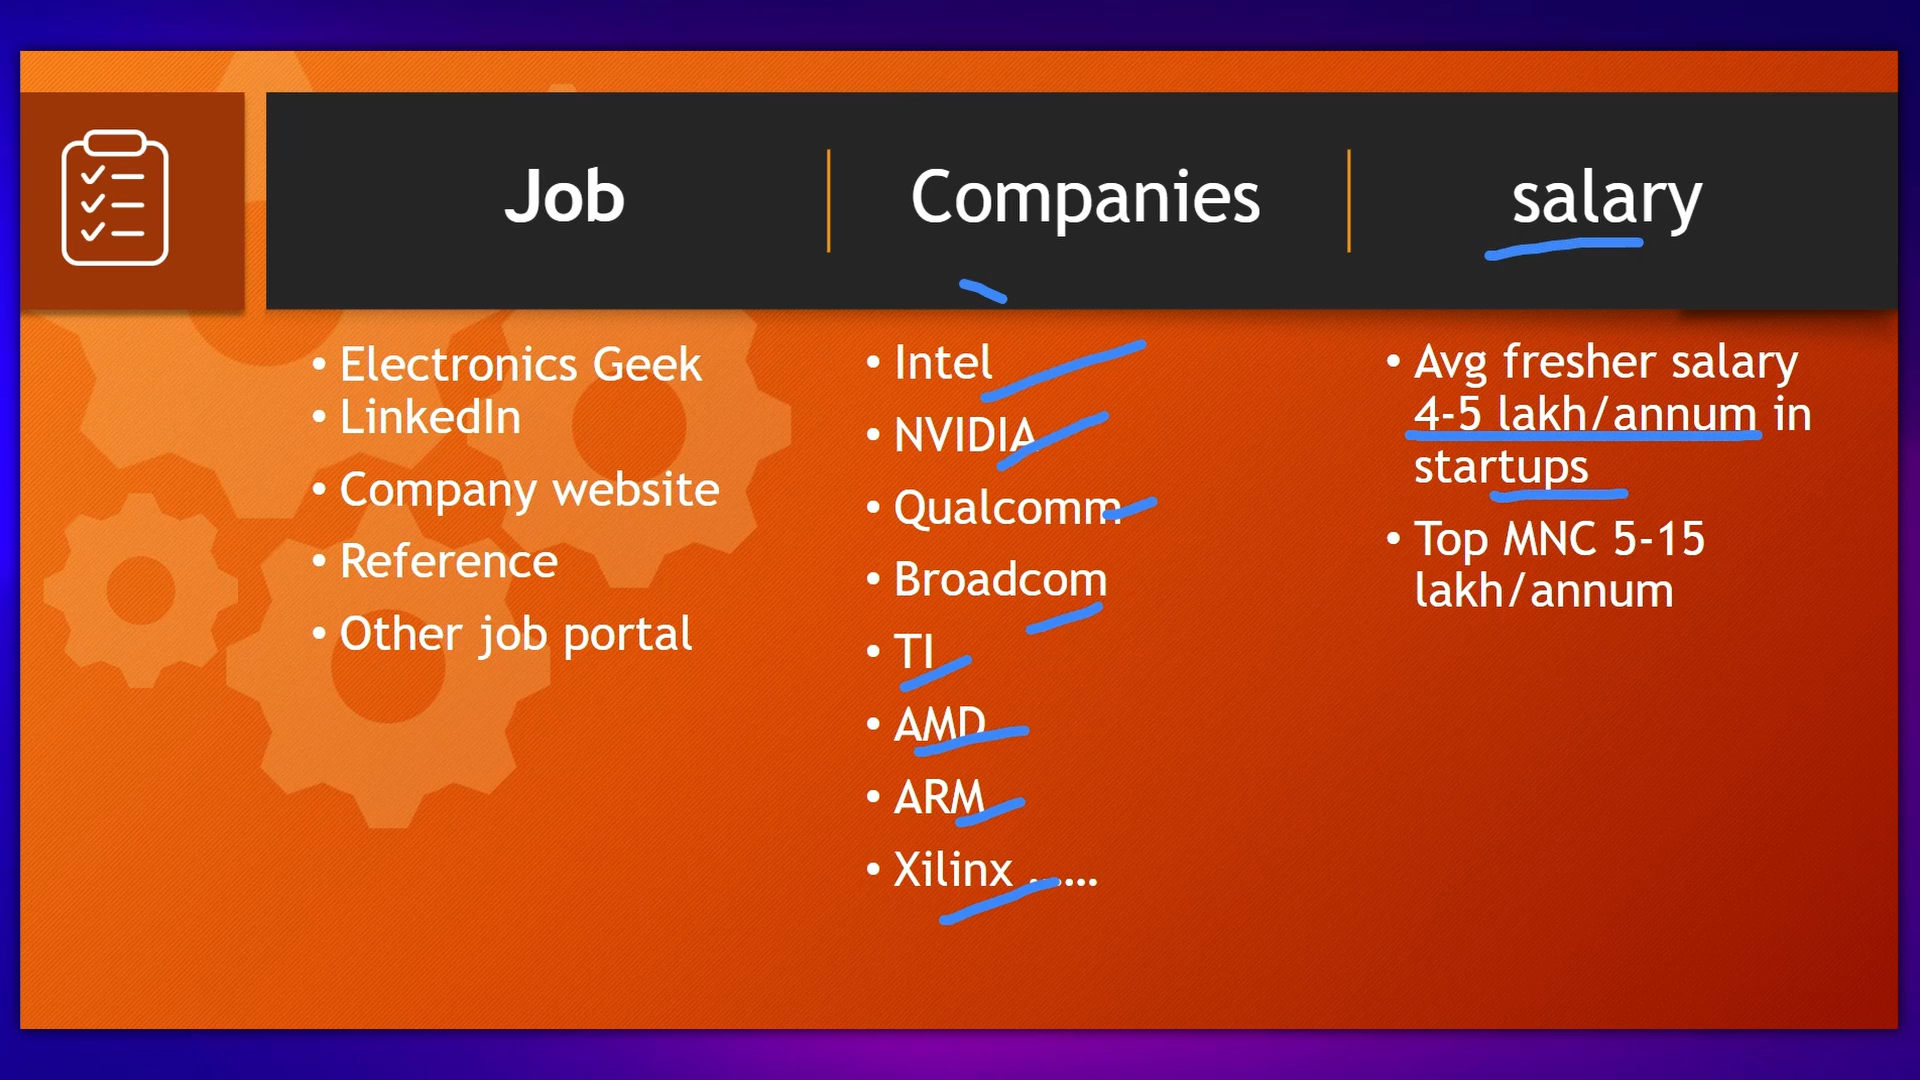 Job
Companies
salary
• Electronics Geek
• LinkedIn
• Company website
• Reference
• Other job portal
• Intel
• NVIDIA
• Qualcomm
• Broadcom
• TI
• AMD
• ARM
• Xilinx ......
• Avg fresher salary
4-5 lakh/annum in
startups
• Top MNC 5-15
lakh/annum